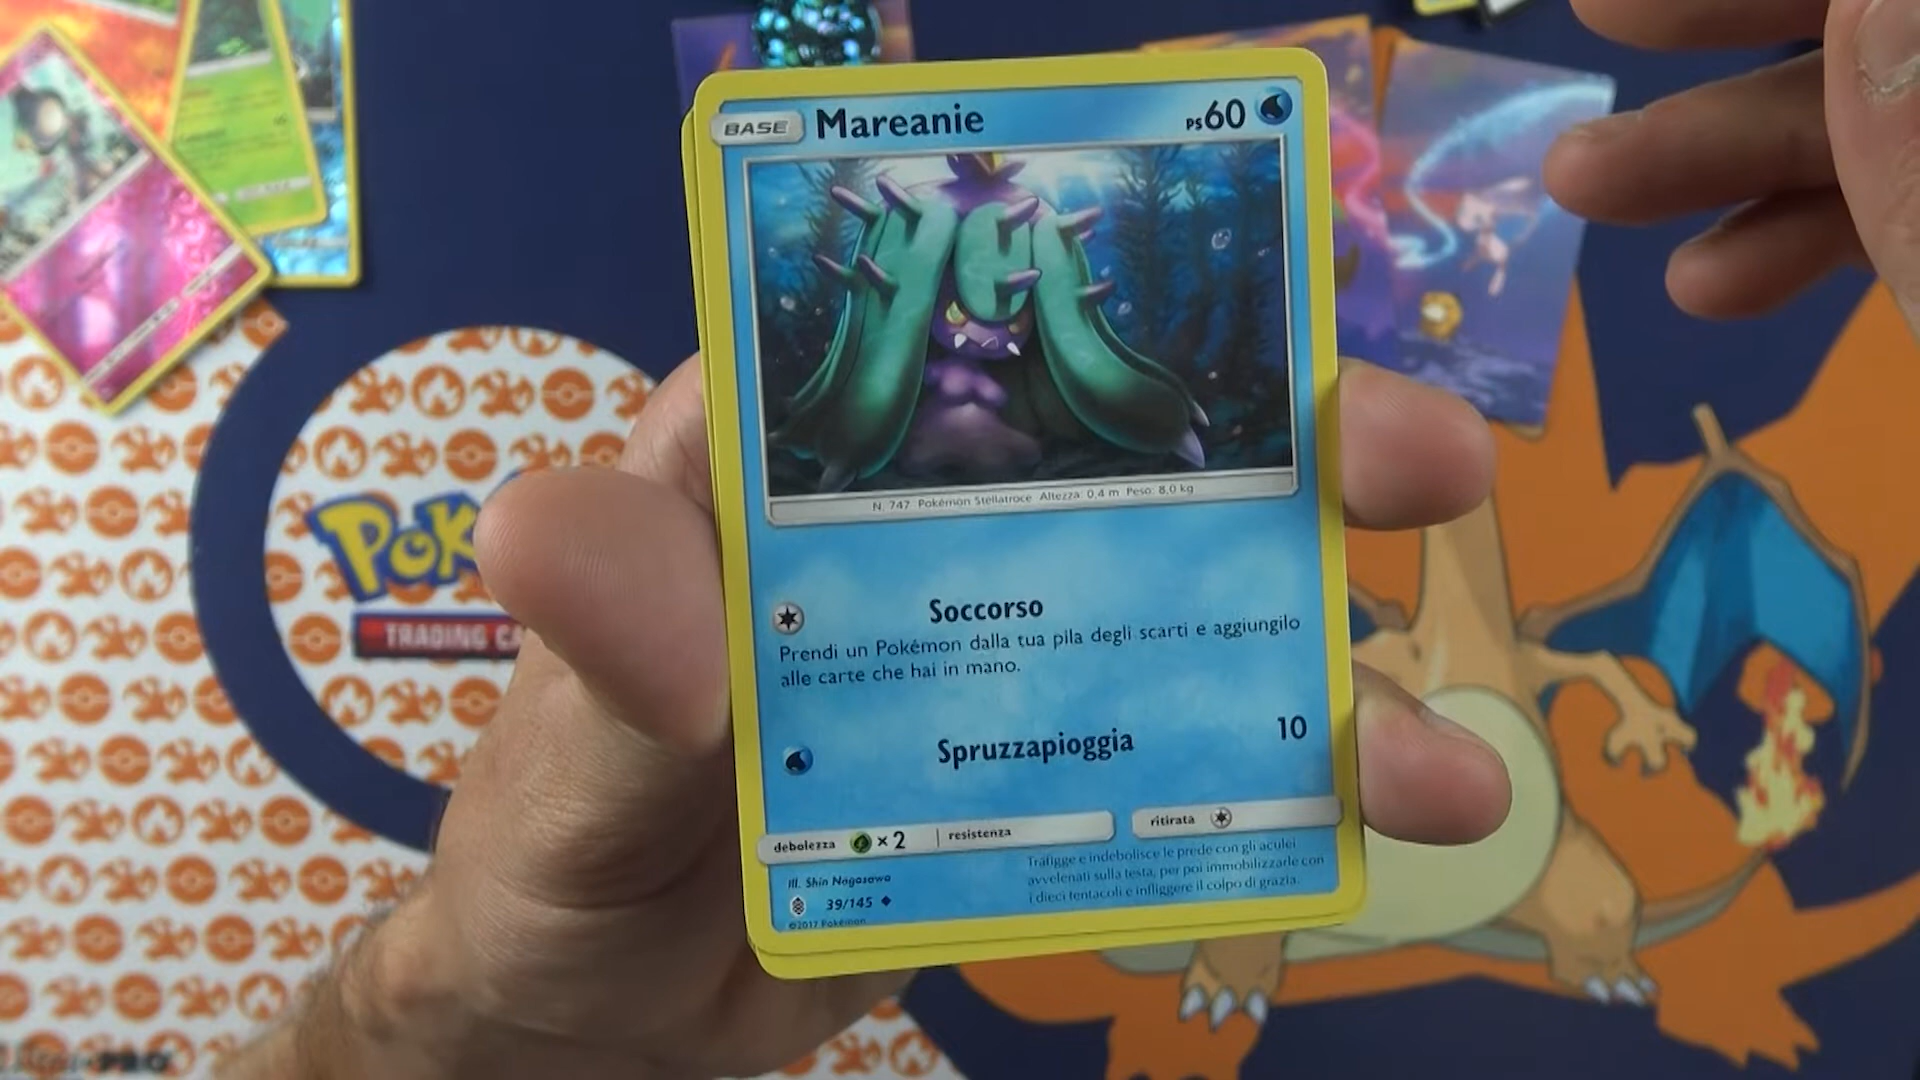 BASE Mareanie PS60
N. 747 Pokémon Stellatroce Altezza: 0,4 m Peso: 8,0 kg
Soccorso
Prendi un Pokémon dalla tua pila degli scarti e aggiungilo
alle carte che hai in mano.
Spruzzapioggia 10
debolezza × 2 resistenza ritirata
Trafigge e indebolisce le prede con gli aculei
avvelenati sulla testa, per poi immobilizzarle con
i dieci tentacoli e infliggere il colpo di grazia.
Ill. Shin Nagasawa
39/145
©2017 Pokémon
POK
TRADING CA